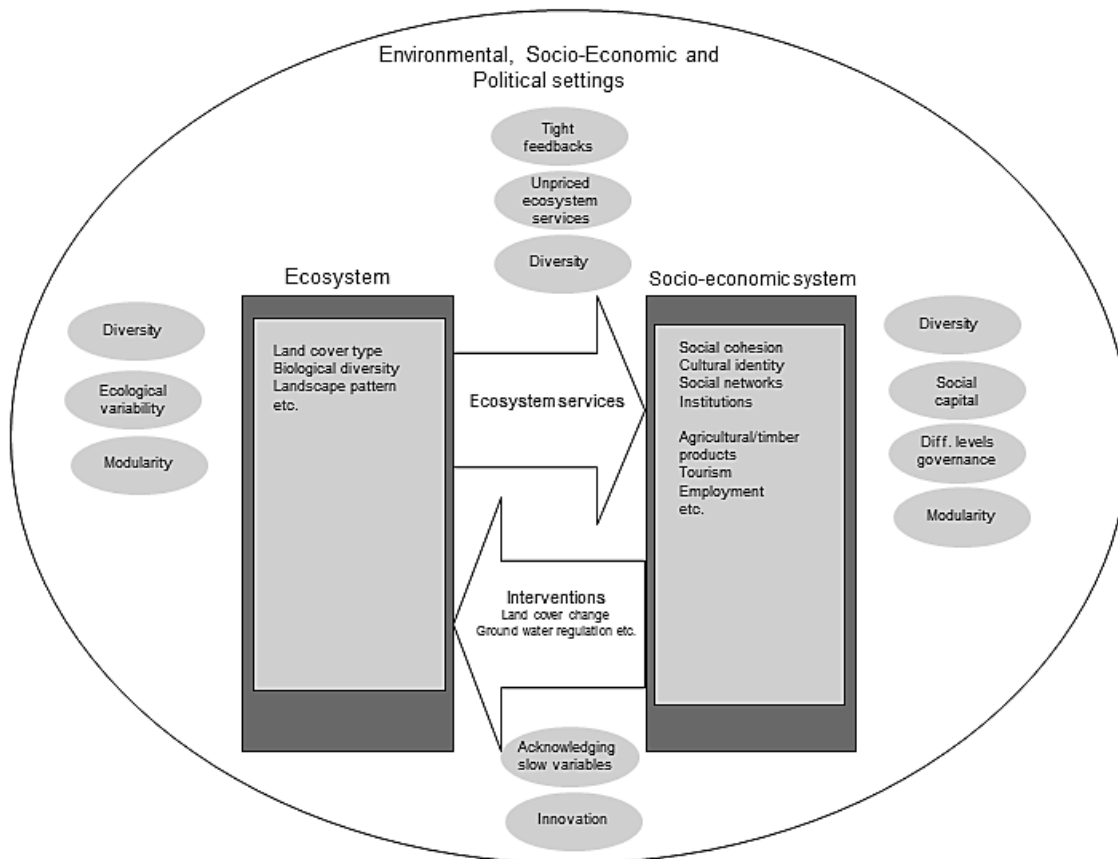 Environmental, Socio-Economic and
Political settings
Tight
feedbacks
Unpriced
ecosystem
services
Diversity
Ecosystem
Socio-economic system
Diversity
Ecological
variability
Modularity
Land cover type
Biological diversity
Landscape pattern
etc.
Ecosystem services
Social cohesion
Cultural identity
Social networks
Institutions
Agricultural/timber
products
Tourism
Employment
etc.
Diversity
Social
capital
Diff. levels
governance
Modularity
Interventions
Land cover change
Ground water regulation etc.
Acknowledging
slow variables
Innovation